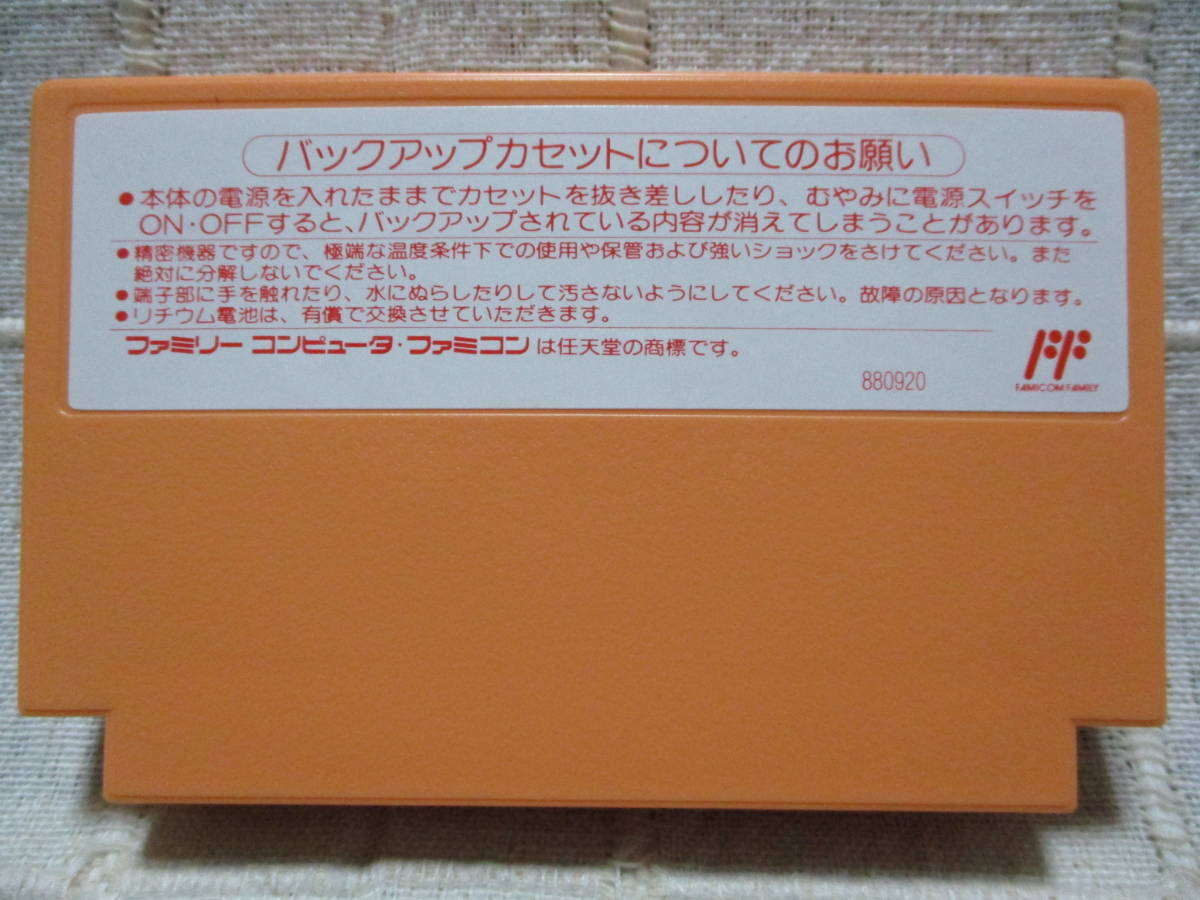 バックアップカセットについてのお願い
●本体の電源を入れたままでカセットを抜き差ししたり、むやみに電源スイッチを
ON・OFFすると、バックアップされている内容が消えてしまうことがあります。
●精密機器ですので、極端な温度条件下での使用や保管および強いショックをさけてください。また
絶対に分解しないでください。
●端子部に手を触れたり、水にぬらしたりして汚さないようにしてください。故障の原因となります。
●リチウム電池は、有償で交換させていただきます。
ファミリー コンピュータ・ファミコン は任天堂の商標です。
880920
FAMICOM FAMILY